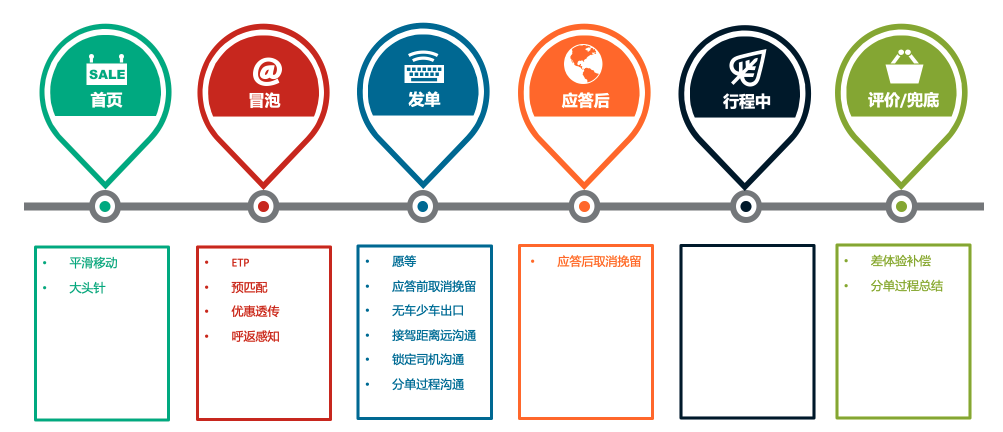 SALE
首页
@
冒泡
发单
应答后
行程中
评价/兜底
• 平滑移动
• 大头针
• ETP
• 预匹配
• 优惠透传
• 呼返感知
• 愿等
• 应答前取消挽留
• 无车少车出口
• 接驾距离远沟通
• 锁定司机沟通
• 分单过程沟通
• 应答后取消挽留
• 差体验补偿
• 分单过程总结